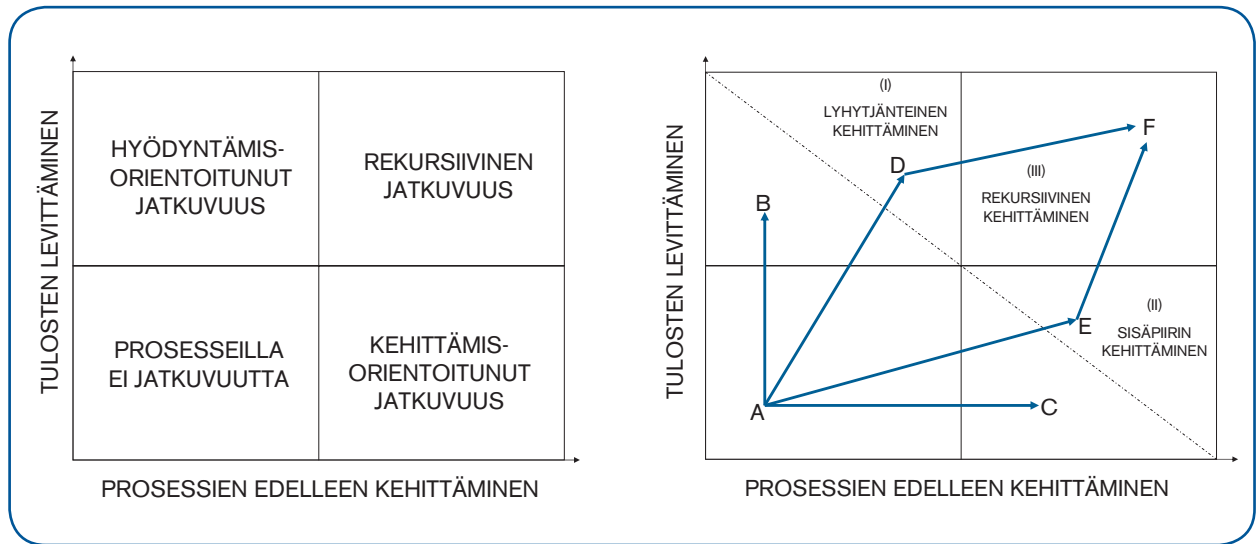 TULOSTEN LEVITTÄMINEN
HYÖDYNTÄMIS-
ORIENTOITUNUT
JATKUVUUS
REKURSIIVINEN
JATKUVUUS
PROSESSEILLA
EI JATKUVUUTTA
KEHITTÄMIS-
ORIENTOITUNUT
JATKUVUUS
PROSESSIEN EDELLEEN KEHITTÄMINEN
TULOSTEN LEVITTÄMINEN
(I)
LYHYTJÄNTEINEN
KEHITTÄMINEN
F
D
(III)
REKURSIIVINEN
KEHITTÄMINEN
B
E
(II)
SISÄPIIRIN
KEHITTÄMINEN
A
C
PROSESSIEN EDELLEEN KEHITTÄMINEN